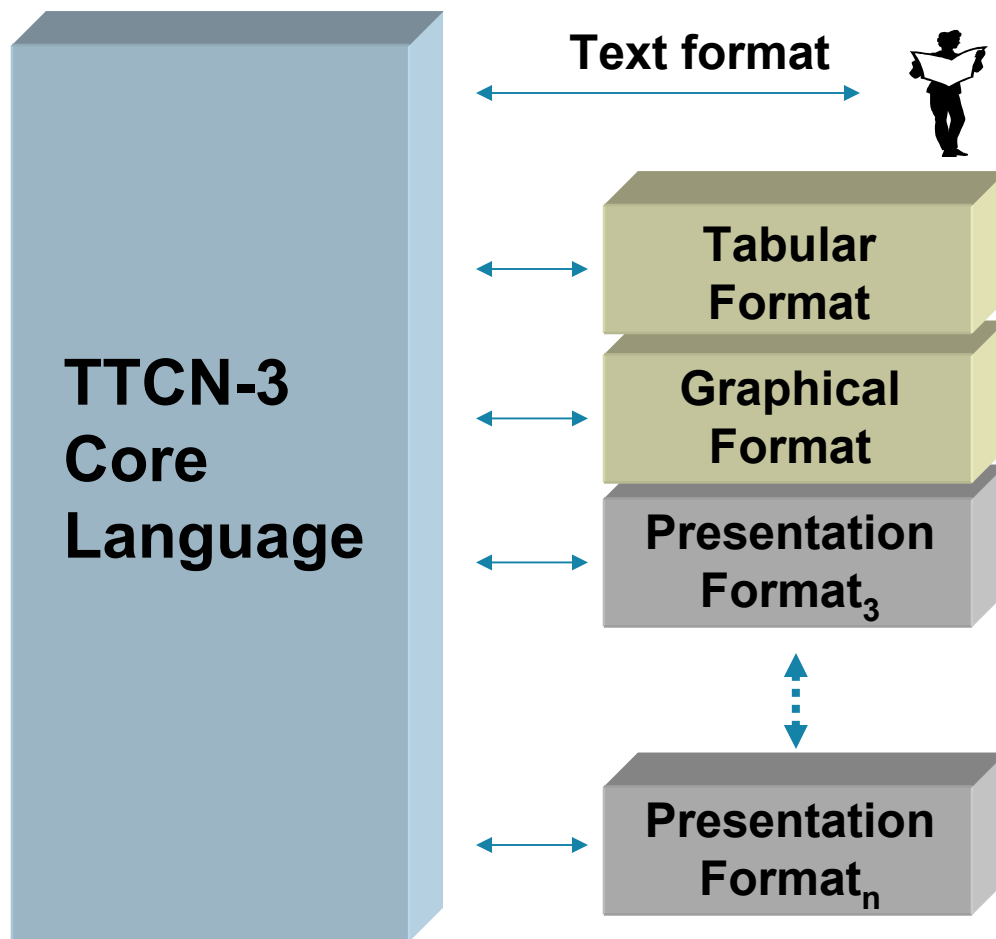 Text format
Tabular
Format
TTCN-3
Core
Language
Graphical
Format
Presentation
Format₃
Presentation
Formatₙ